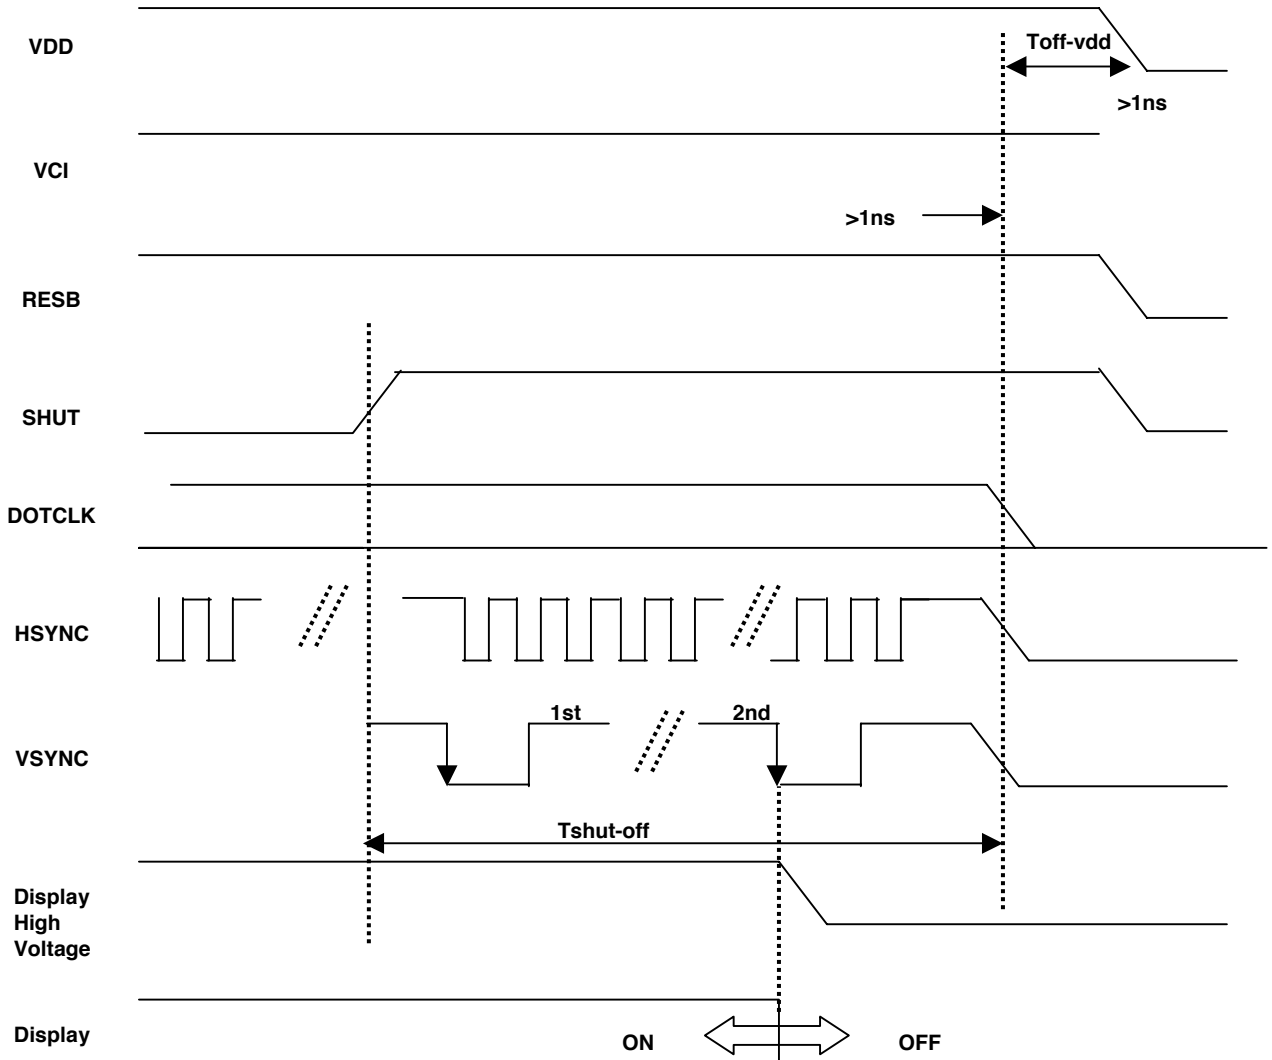 VDD
Toff-vdd
>1ns
VCI
>1ns
RESB
SHUT
DOTCLK
HSYNC
1st
2nd
VSYNC
Tshut-off
Display
High
Voltage
Display
ON
OFF